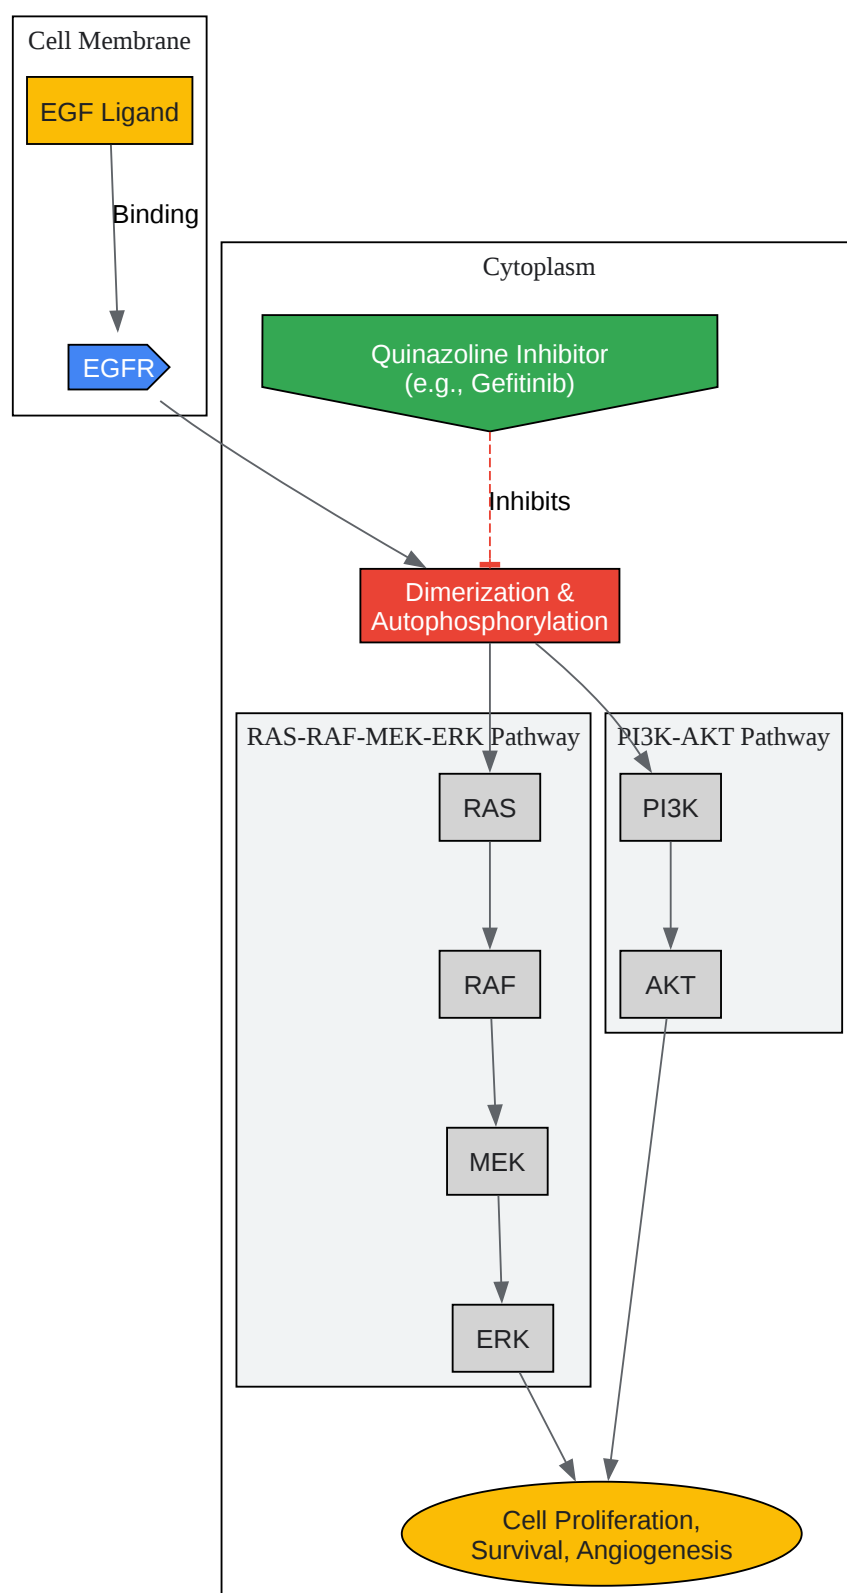 Cell Membrane
EGF Ligand
Binding
EGFR
Cytoplasm
Quinazoline Inhibitor
(e.g., Gefitinib)
Inhibits
Dimerization &
Autophosphorylation
RAS-RAF-MEK-ERK Pathway
RAS
RAF
MEK
ERK
PI3K-AKT Pathway
PI3K
AKT
Cell Proliferation,
Survival, Angiogenesis